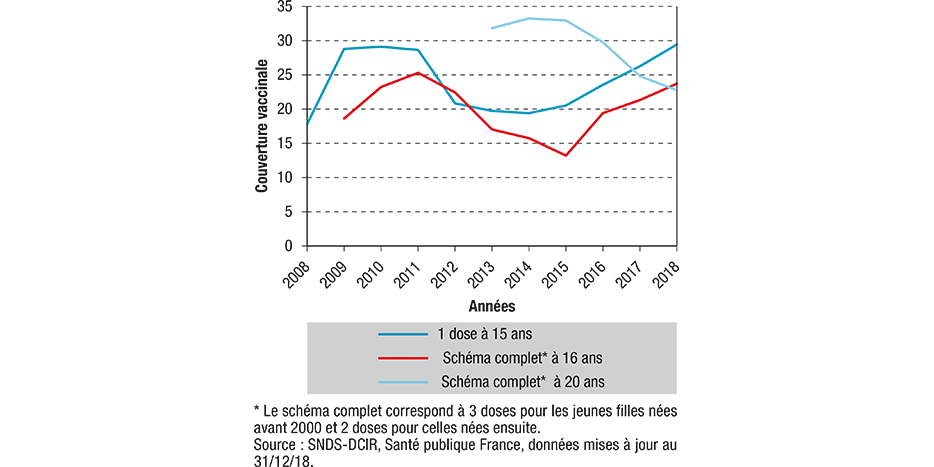 35
30
25
20
15
10
5
0
Couverture vaccinale
2008 2009 2010 2011 2012 2013 2014 2015 2016 2017 2018
Années
1 dose à 15 ans
Schéma complet* à 16 ans
Schéma complet* à 20 ans
* Le schéma complet correspond à 3 doses pour les jeunes filles nées
avant 2000 et 2 doses pour celles nées ensuite.
Source : SNDS-DCIR, Santé publique France, données mises à jour au
31/12/18.